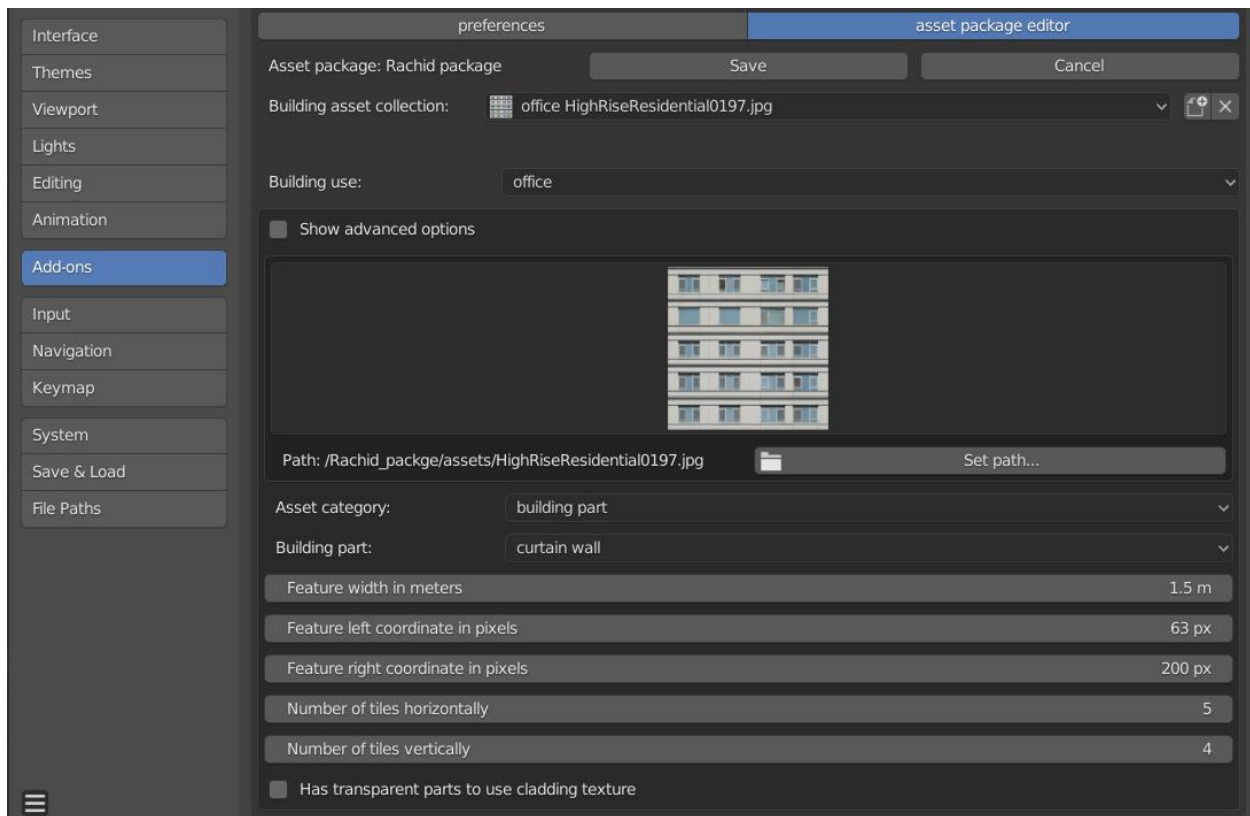 Interface
Themes
Viewport
Lights
Editing
Animation
Add-ons
Input
Navigation
Keymap
System
Save & Load
File Paths
preferences
asset package editor
Asset package: Rachid package
Save
Cancel
Building asset collection:
office HighRiseResidential0197.jpg
Building use:
office
Show advanced options
Path: /Rachid_packge/assets/HighRiseResidential0197.jpg
Set path...
Asset category:
building part
Building part:
curtain wall
Feature width in meters
1.5 m
Feature left coordinate in pixels
63 px
Feature right coordinate in pixels
200 px
Number of tiles horizontally
5
Number of tiles vertically
4
Has transparent parts to use cladding texture